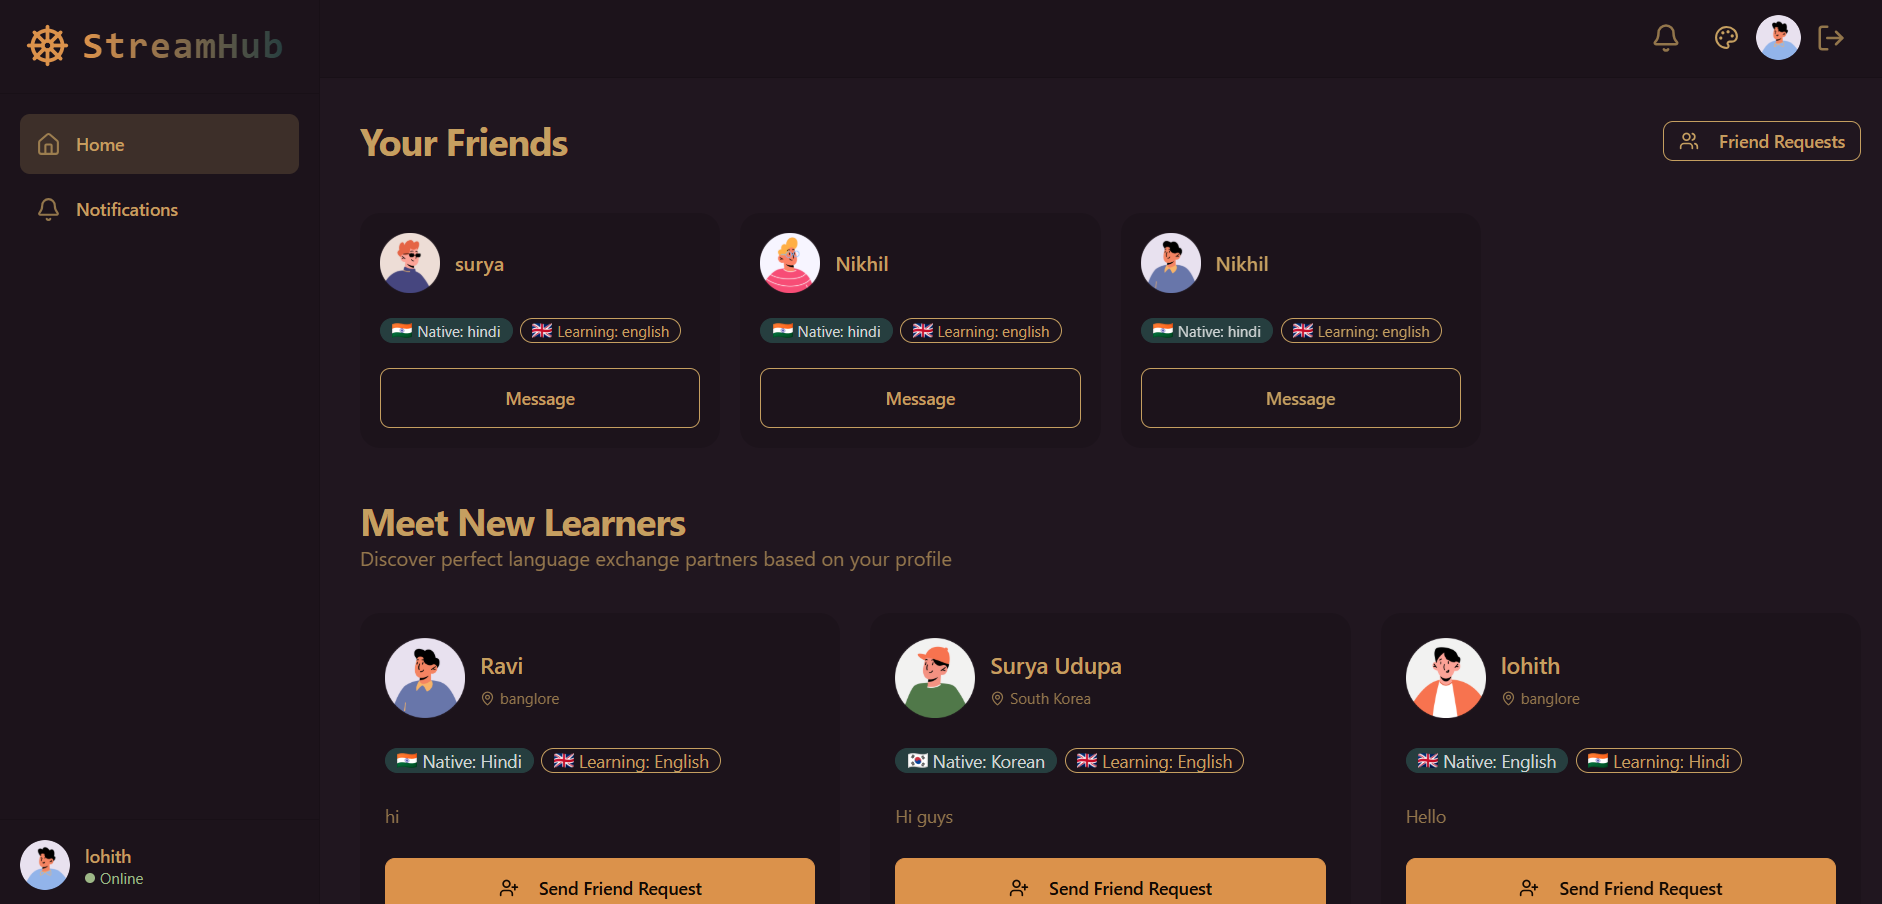 StreamHub
Home
Notifications
lohith
Online
Your Friends
Friend Requests
surya
Native: hindi
Learning: english
Message
Nikhil
Native: hindi
Learning: english
Message
Nikhil
Native: hindi
Learning: english
Message
Meet New Learners
Discover perfect language exchange partners based on your profile
Ravi
banglore
Native: Hindi
Learning: English
hi
Send Friend Request
Surya Udupa
South Korea
Native: Korean
Learning: English
Hi guys
Send Friend Request
lohith
banglore
Native: English
Learning: Hindi
Hello
Send Friend Request